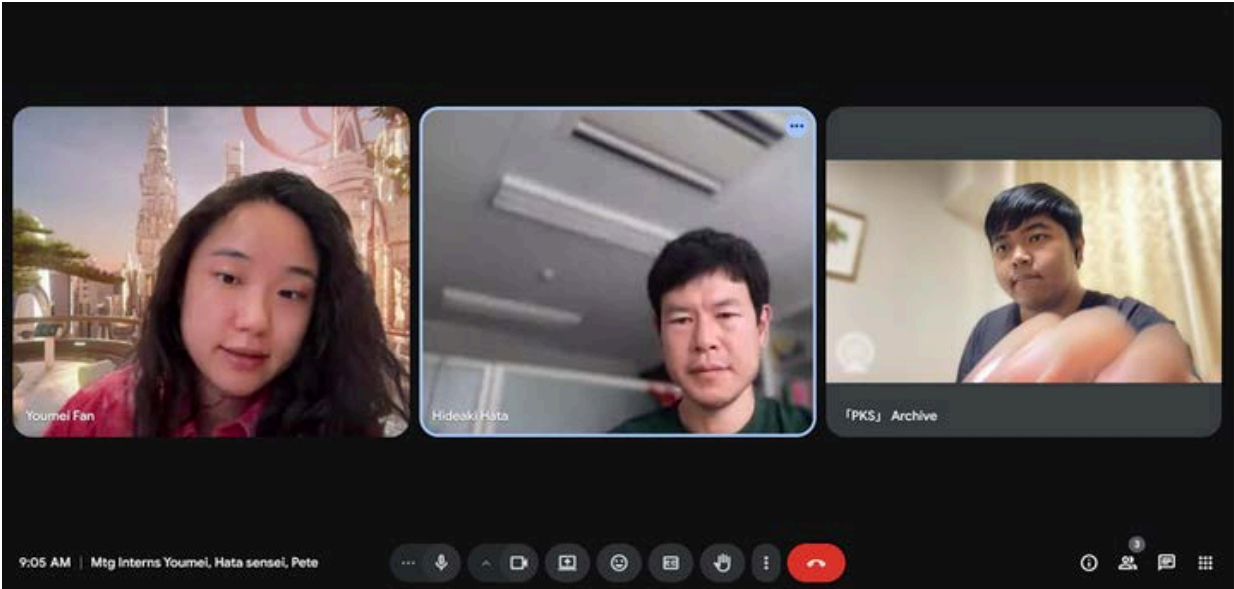 Youmei Fan
Hideaki Hata
「PKS」 Archive
9:05 AM | Mtg Interns Youmei, Hata sensei, Pete
3